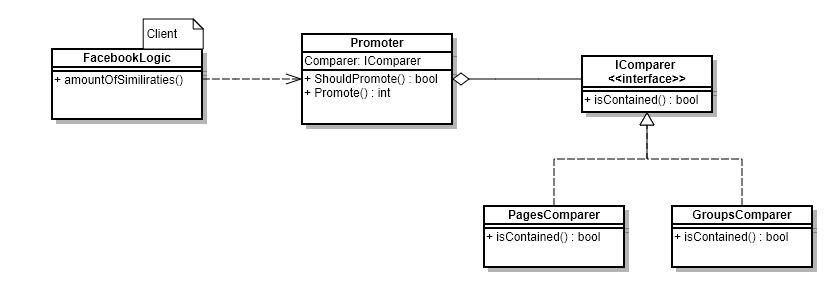 Client
FacebookLogic
+ amountOfSimiliraties()
Promoter
Comparer: IComparer
+ ShouldPromote() : bool
+ Promote() : int
IComparer
<<interface>>
+ isContained() : bool
PagesComparer
+ isContained() : bool
GroupsComparer
+ isContained() : bool